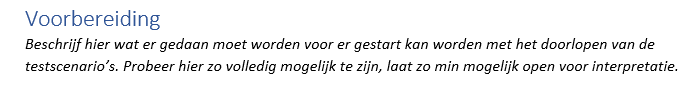 Voorbereiding
Beschrijf hier wat er gedaan moet worden voor er gestart kan worden met het doorlopen van de
testscenario’s. Probeer hier zo volledig mogelijk te zijn, laat zo min mogelijk open voor interpretatie.